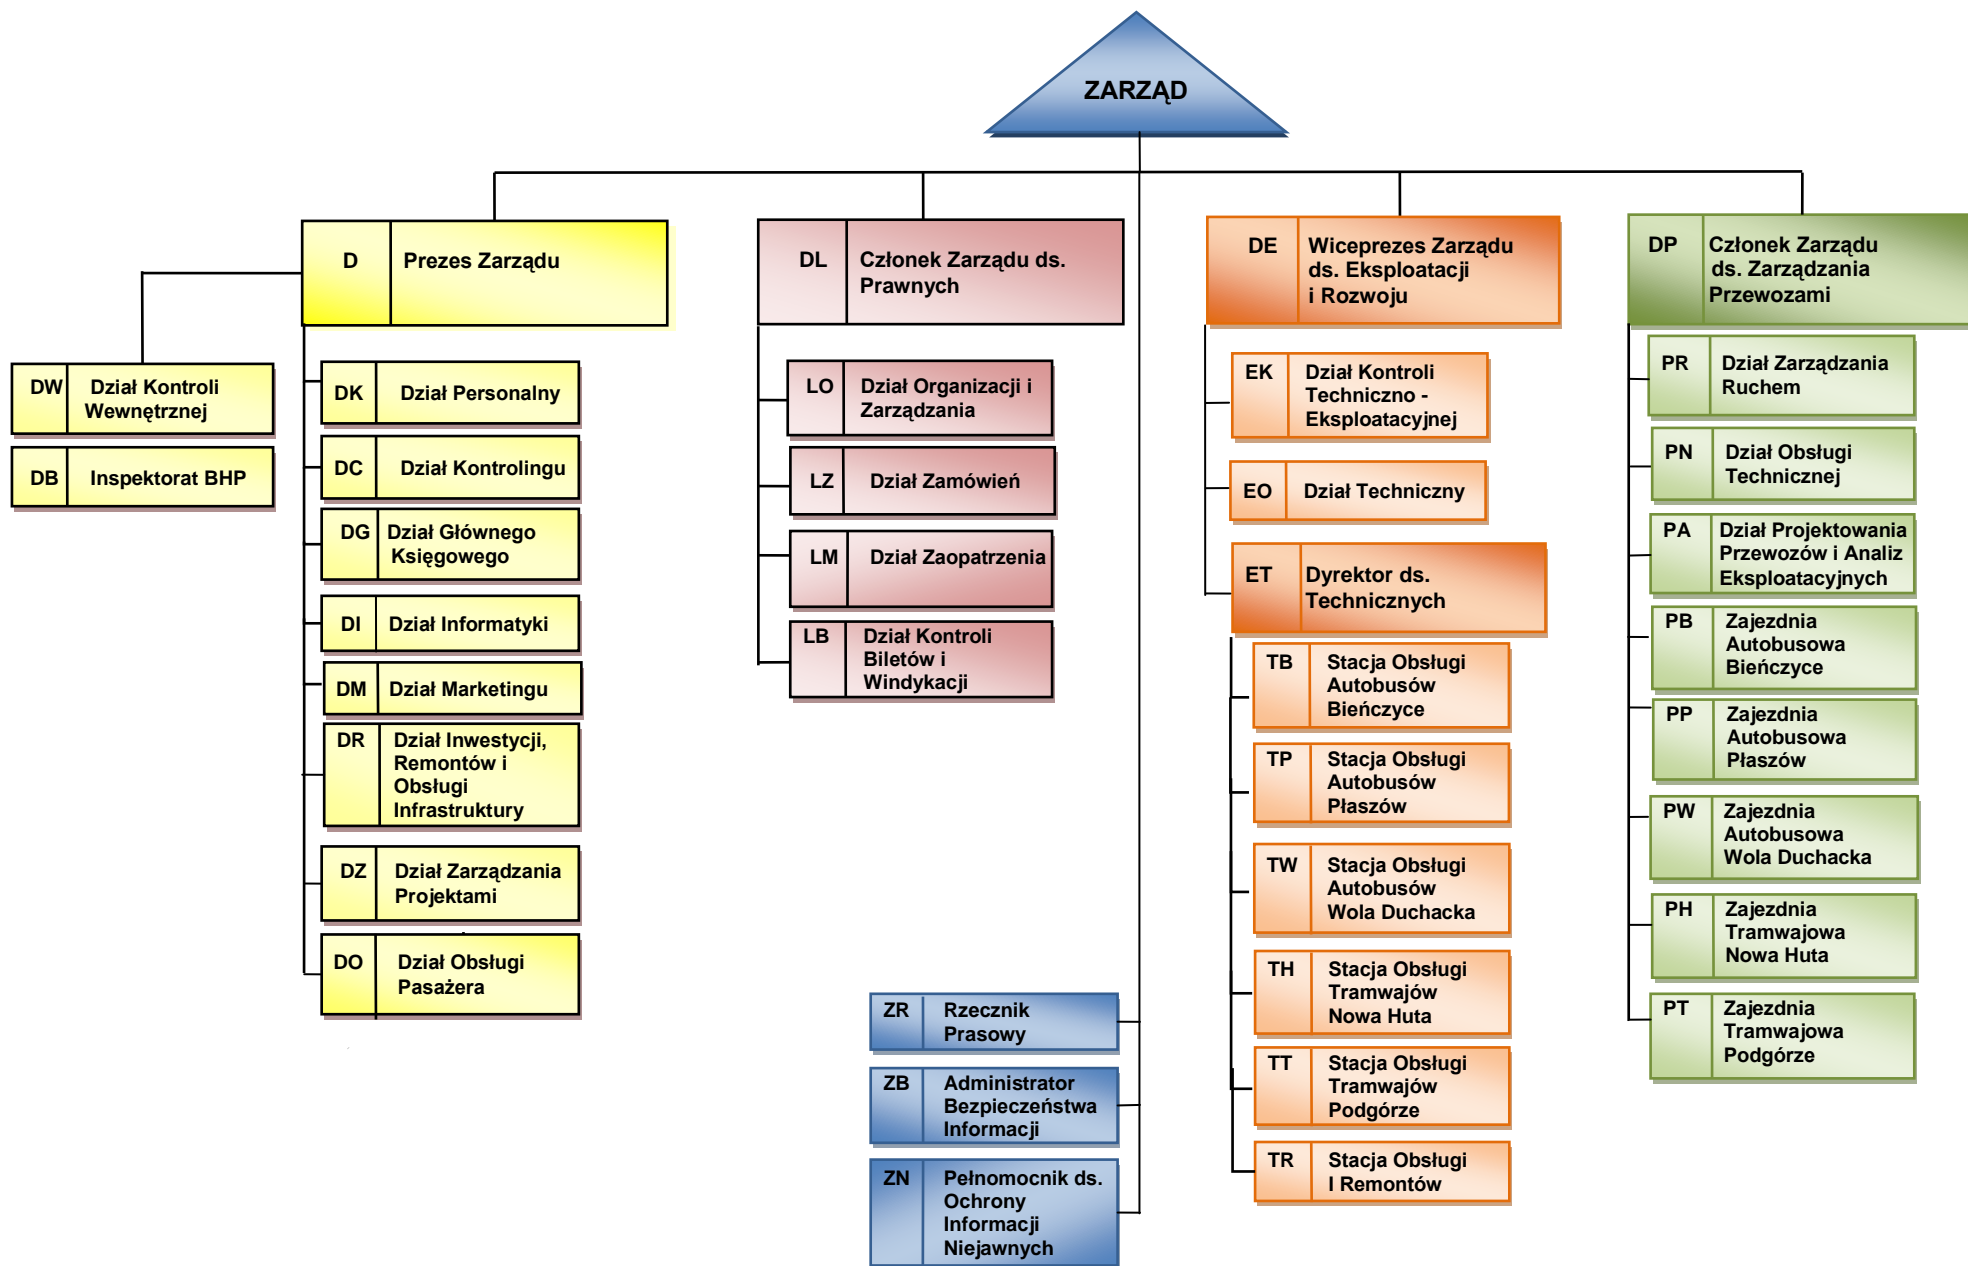 ZARZĄD
D
Prezes Zarządu
DW
Dział Kontroli
Wewnętrznej
DB
Inspektorat BHP
DK
Dział Personalny
DC
Dział Kontrolingu
DG
Dział Głównego
Księgowego
DI
Dział Informatyki
DM
Dział Marketingu
DR
Dział Inwestycji,
Remontów i
Obsługi
Infrastruktury
DZ
Dział Zarządzania
Projektami
DO
Dział Obsługi
Pasażera
DL
Członek Zarządu ds.
Prawnych
LO
Dział Organizacji i
Zarządzania
LZ
Dział Zamówień
LM
Dział Zaopatrzenia
LB
Dział Kontroli
Biletów i
Windykacji
ZR
Rzecznik
Prasowy
ZB
Administrator
Bezpieczeństwa
Informacji
ZN
Pełnomocnik ds.
Ochrony
Informacji
Niejawnych
DE
Wiceprezes Zarządu
ds. Eksploatacji
i Rozwoju
EK
Dział Kontroli
Techniczno -
Eksploatacyjnej
EO
Dział Techniczny
ET
Dyrektor ds.
Technicznych
TB
Stacja Obsługi
Autobusów
Bieńczyce
TP
Stacja Obsługi
Autobusów
Płaszów
TW
Stacja Obsługi
Autobusów
Wola Duchacka
TH
Stacja Obsługi
Tramwajów
Nowa Huta
TT
Stacja Obsługi
Tramwajów
Podgórze
TR
Stacja Obsługi
I Remontów
DP
Członek Zarządu
ds. Zarządzania
Przewozami
PR
Dział Zarządzania
Ruchem
PN
Dział Obsługi
Technicznej
PA
Dział Projektowania
Przewozów i Analiz
Eksploatacyjnych
PB
Zajezdnia
Autobusowa
Bieńczyce
PP
Zajezdnia
Autobusowa
Płaszów
PW
Zajezdnia
Autobusowa
Wola Duchacka
PH
Zajezdnia
Tramwajowa
Nowa Huta
PT
Zajezdnia
Tramwajowa
Podgórze